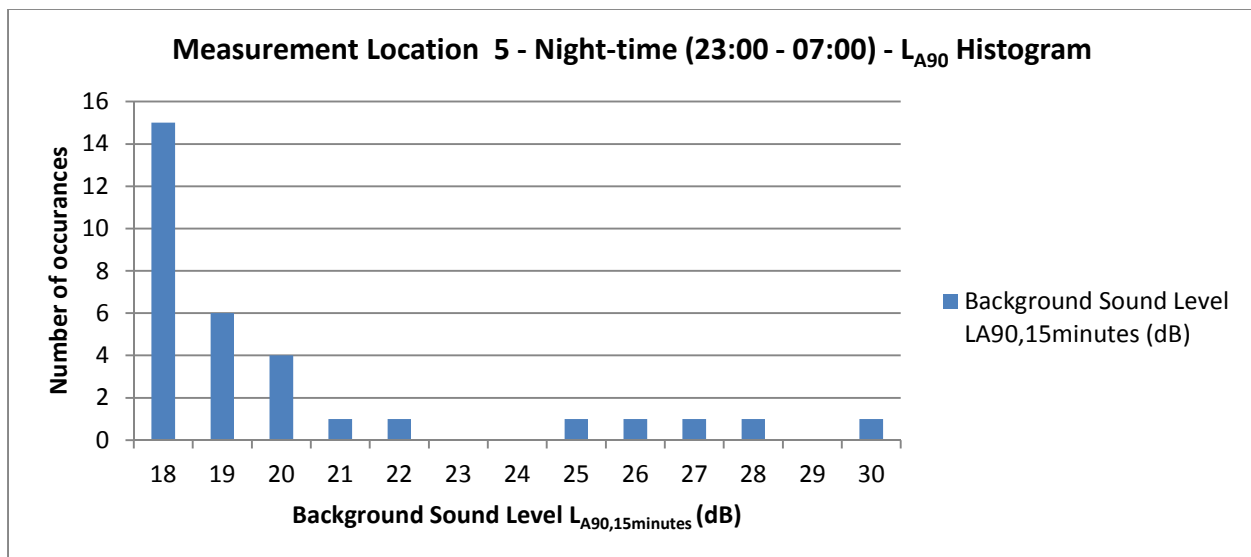 Measurement Location 5 - Night-time (23:00 - 07:00) - LA90 Histogram
16
14
12
10
8
6
4
2
0
Number of occurances
18 19 20 21 22 23 24 25 26 27 28 29 30
Background Sound Level LA90,15minutes (dB)
Background Sound Level
LA90,15minutes (dB)